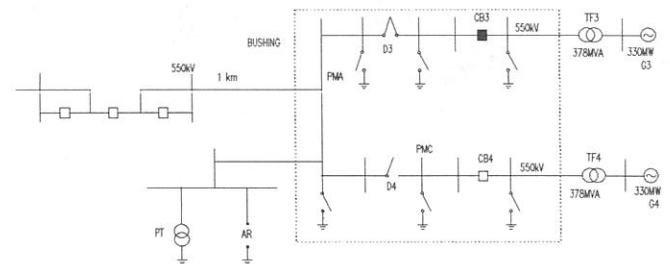 CB3
TF3
BUSHING
D3
550kV
378MVA
330MW
G3
550kV
1 km
PMA
PMC
CB4
550kV
TF4
D4
378MVA
330MW
G4
PT
AR